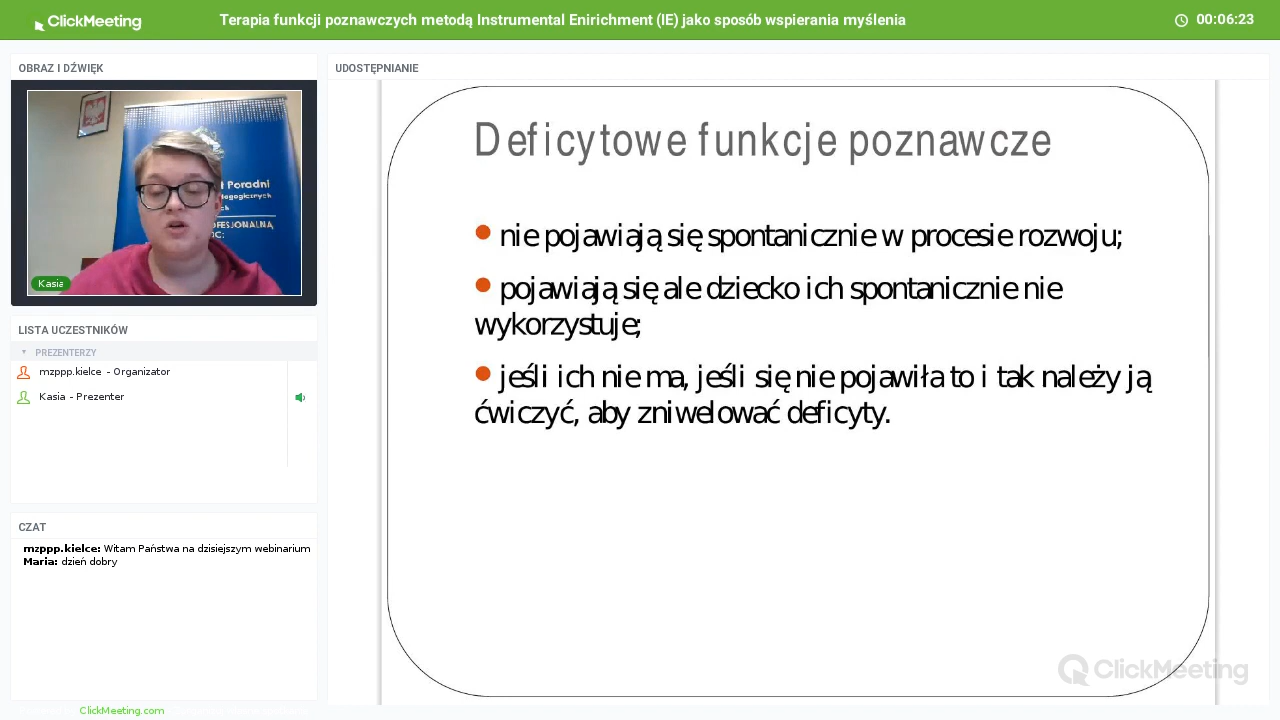 ClickMeeting
Terapia funkcji poznawczych metodą Instrumental Enirichment (IE) jako sposób wspierania myślenia
00:06:23
OBRAZ I DŹWIĘK
Poradni
Kasia
LISTA UCZESTNIKÓW
PREZENTERZY
mzppp.kielce - Organizator
Kasia - Prezenter
CZAT
mzppp.kielce: Witam Państwa na dzisiejszym webinarium
Maria: dzień dobry
ClickMeeting.com
UDOSTĘPNIANIE
Deficytowe funkcje poznawcze
nie pojawiają się spontanicznie w procesie rozwoju;
pojawiają się ale dziecko ich spontanicznie nie
wykorzystuje;
jeśli ich nie ma, jeśli się nie pojawiła to i tak należy ją
ćwiczyć, aby zniwelować deficyty.
ClickMeeting